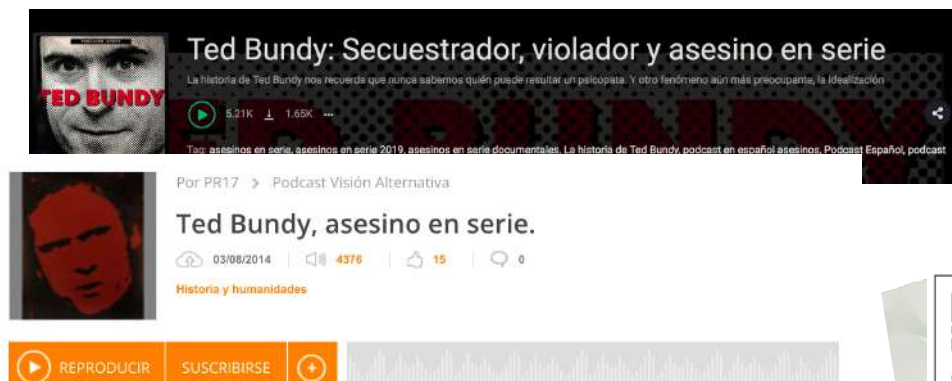 Ted Bundy: Secuestrador, violador y asesino en serie
La historia de Ted Bundy nos recuerda que nunca sabemos quién puede resultar un psicópata. Y otro fenómeno aún más preocupante, la idealización
TED BUNDY
5.21K 1.65K ...
Tag: asesinos en serie, asesinos en serie 2019, asesinos en serie documentales, La historia de Ted Bundy, podcast en español asesinos, Podcast Español, podcast
Por PR17 > Podcast Visión Alternativa
Ted Bundy, asesino en serie.
03/08/2014 4376 15 0
Historia y humanidades
REPRODUCIR SUSCRIBIRSE